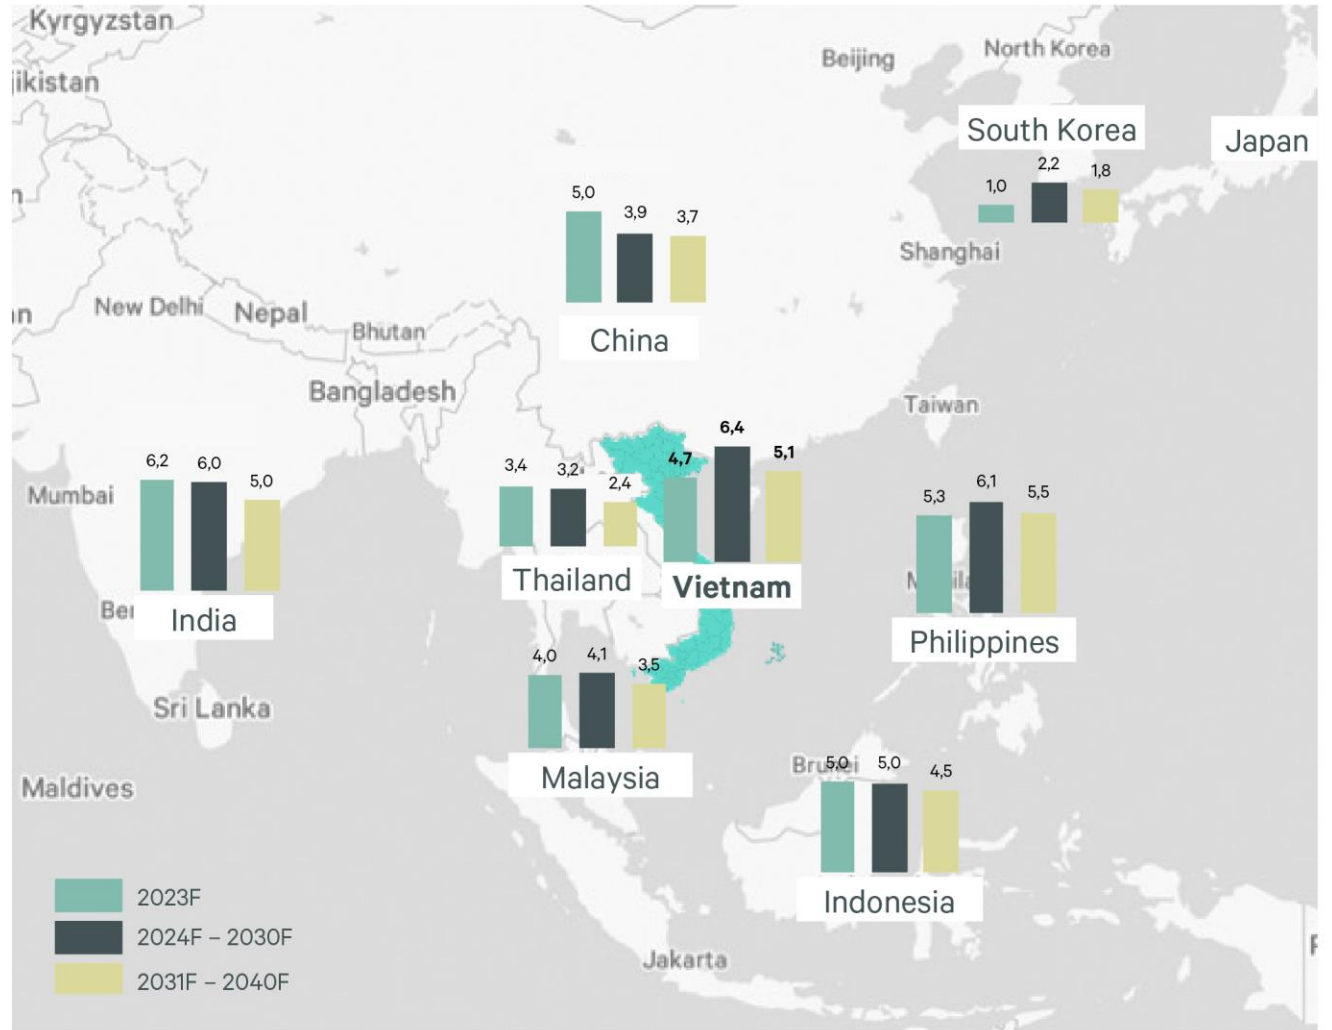 Kyrgyzstan
jikistan
Beijing
North Korea
South Korea
Japan
1,0
2,2
1,8
5,0
3,9
3,7
China
Shanghai
New Delhi
Nepal
Bhutan
Bangladesh
Taiwan
Mumbai
6,2
6,0
5,0
India
Ber
3,4
3,2
2,4
Thailand
4,7
6,4
5,1
Vietnam
5,3
6,1
5,5
Philippines
4,0
4,1
3,5
Malaysia
Sri Lanka
Maldives
Brunei
5,0
5,0
4,5
Indonesia
Jakarta
2023F
2024F – 2030F
2031F – 2040F